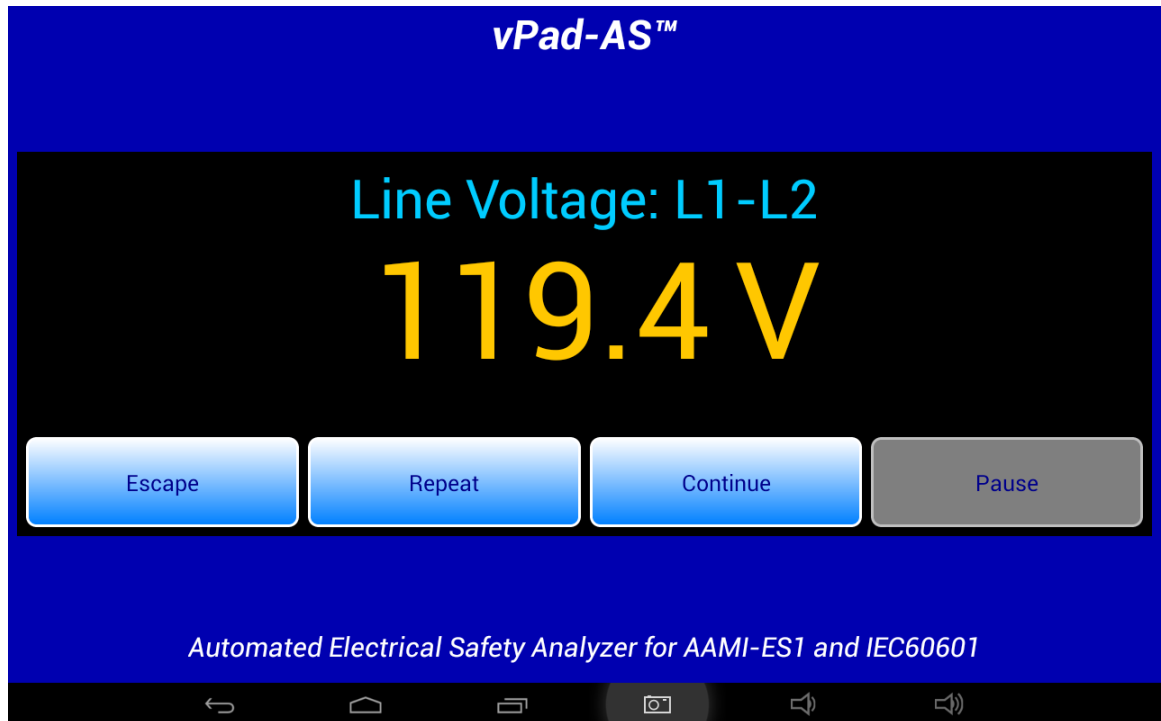 vPad-AS™
Line Voltage: L1-L2
119.4 V
Escape
Repeat
Continue
Pause
Automated Electrical Safety Analyzer for AAMI-ES1 and IEC60601